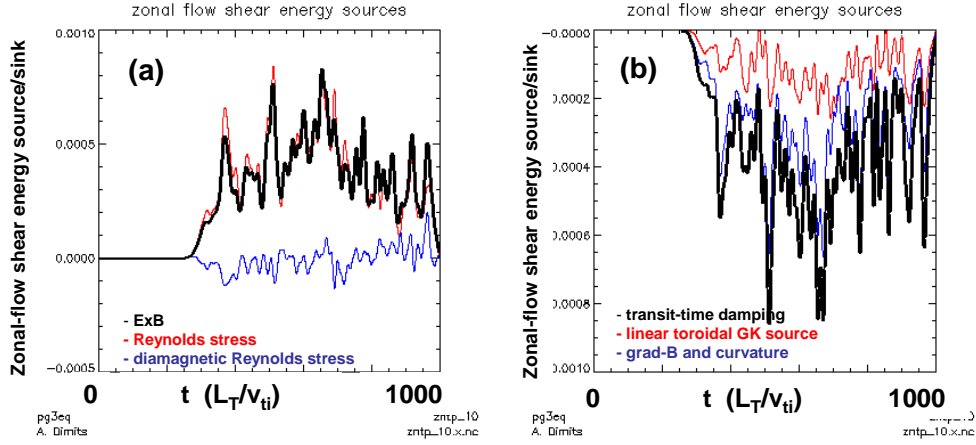 zonal flow shear energy sources
0.0010
(a)
0.0005
0.0000
- ExB
- Reynolds stress
- diamagnetic Reynolds stress
−0.0005
Zonal-flow shear energy source/sink
0 t (L_T/v_ti) 1000
pg3eq
A. Dimits
zntp_10
zntp_10.x.nc
zonal flow shear energy sources
−0.0000
(b)
0.0002
0.0004
0.0006
0.0008
- transit-time damping
- linear toroidal GK source
- grad-B and curvature
0.0010
Zonal-flow shear energy source/sink
0 t (L_T/v_ti) 1000
pg3eq
A. Dimits
zntp_10
zntp_10.x.nc